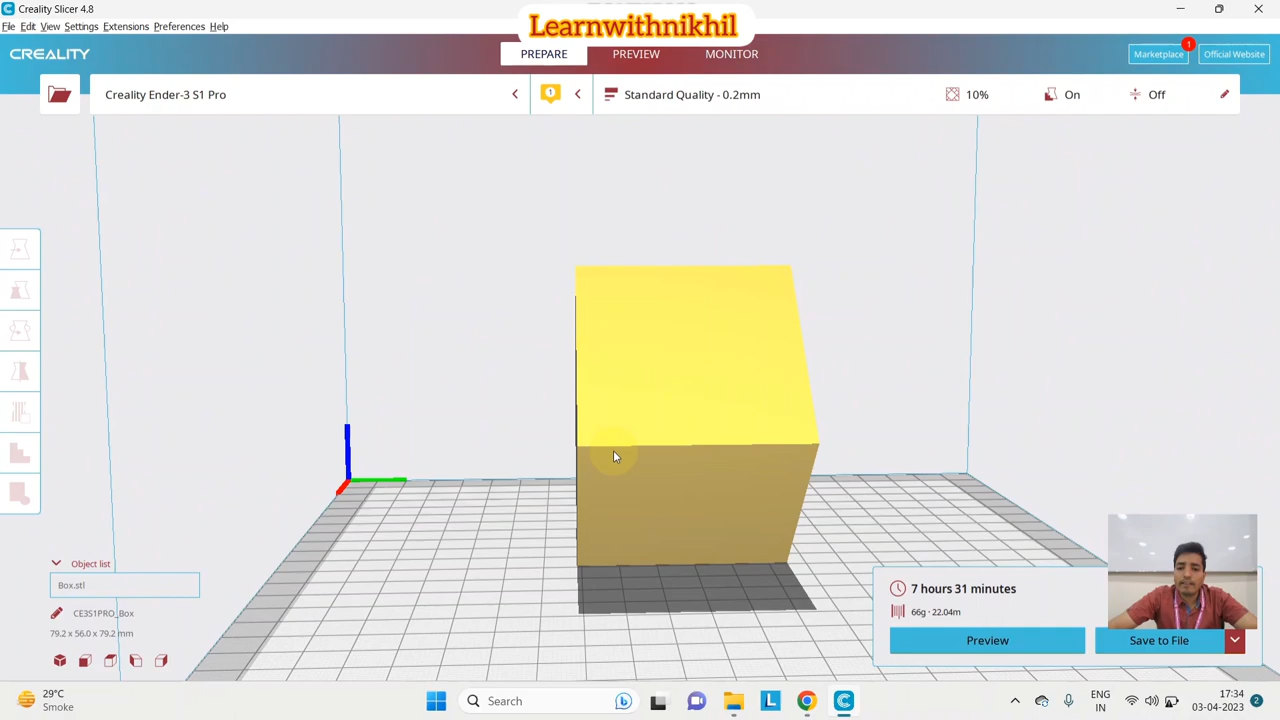 Creality Slicer 4.8
Learnwithnikhil
File Edit View Settings Extensions Preferences Help
CREALITY
PREPARE
PREVIEW
MONITOR
Marketplace
1
Official Website
Creality Ender-3 S1 Pro
1
Standard Quality - 0.2mm
10%
On
Off
Object list
Box.stl
CE3S1PRO_Box
79.2 x 56.0 x 79.2 mm
7 hours 31 minutes
66g · 22.04m
Preview
Save to File
29°C
Smoke
Search
ENG
IN
17:34
03-04-2023
2